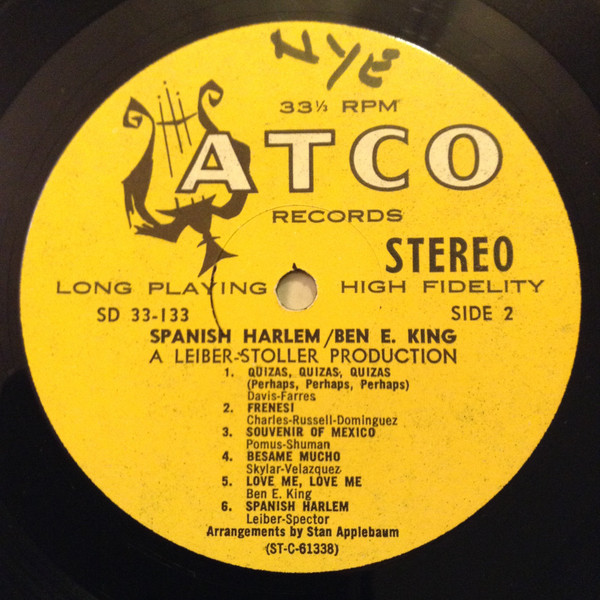 NYE
33⅓ RPM
ATCO
RECORDS
STEREO
LONG PLAYING HIGH FIDELITY
SD 33-133 SIDE 2
SPANISH HARLEM/BEN E. KING
A LEIBER-STOLLER PRODUCTION
1. QUIZAS, QUIZAS, QUIZAS
(Perhaps, Perhaps, Perhaps)
Davis-Farres
2. FRENESI
Charles-Russell-Dominguez
3. SOUVENIR OF MEXICO
Pomus-Shuman
4. BESAME MUCHO
Skylar-Velazquez
5. LOVE ME, LOVE ME
Ben E. King
6. SPANISH HARLEM
Leiber-Spector
Arrangements by Stan Applebaum
(ST-C-61338)